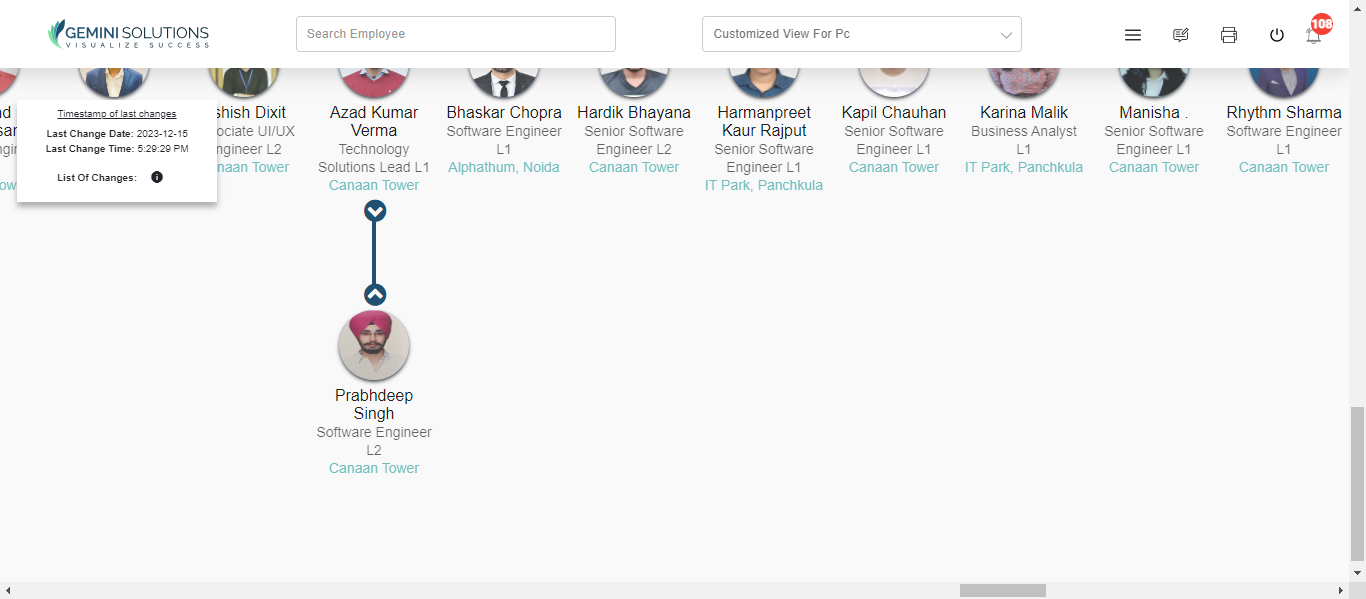 GEMINI SOLUTIONS
VISUALIZE SUCCESS
Search Employee
Customized View For Pc
108
Timestamp of last changes
Last Change Date: 2023-12-15
Last Change Time: 5:29:29 PM
List Of Changes:
shish Dixit
ociate UI/UX
ngineer L2
naan Tower
Azad Kumar
Verma
Technology
Solutions Lead L1
Canaan Tower
Bhaskar Chopra
Software Engineer
L1
Alphathum, Noida
Hardik Bhayana
Senior Software
Engineer L2
Canaan Tower
Harmanpreet
Kaur Rajput
Senior Software
Engineer L1
IT Park, Panchkula
Kapil Chauhan
Senior Software
Engineer L1
Canaan Tower
Karina Malik
Business Analyst
L1
IT Park, Panchkula
Manisha .
Senior Software
Engineer L1
Canaan Tower
Rhythm Sharma
Software Engineer
L1
Canaan Tower
Prabhdeep
Singh
Software Engineer
L2
Canaan Tower